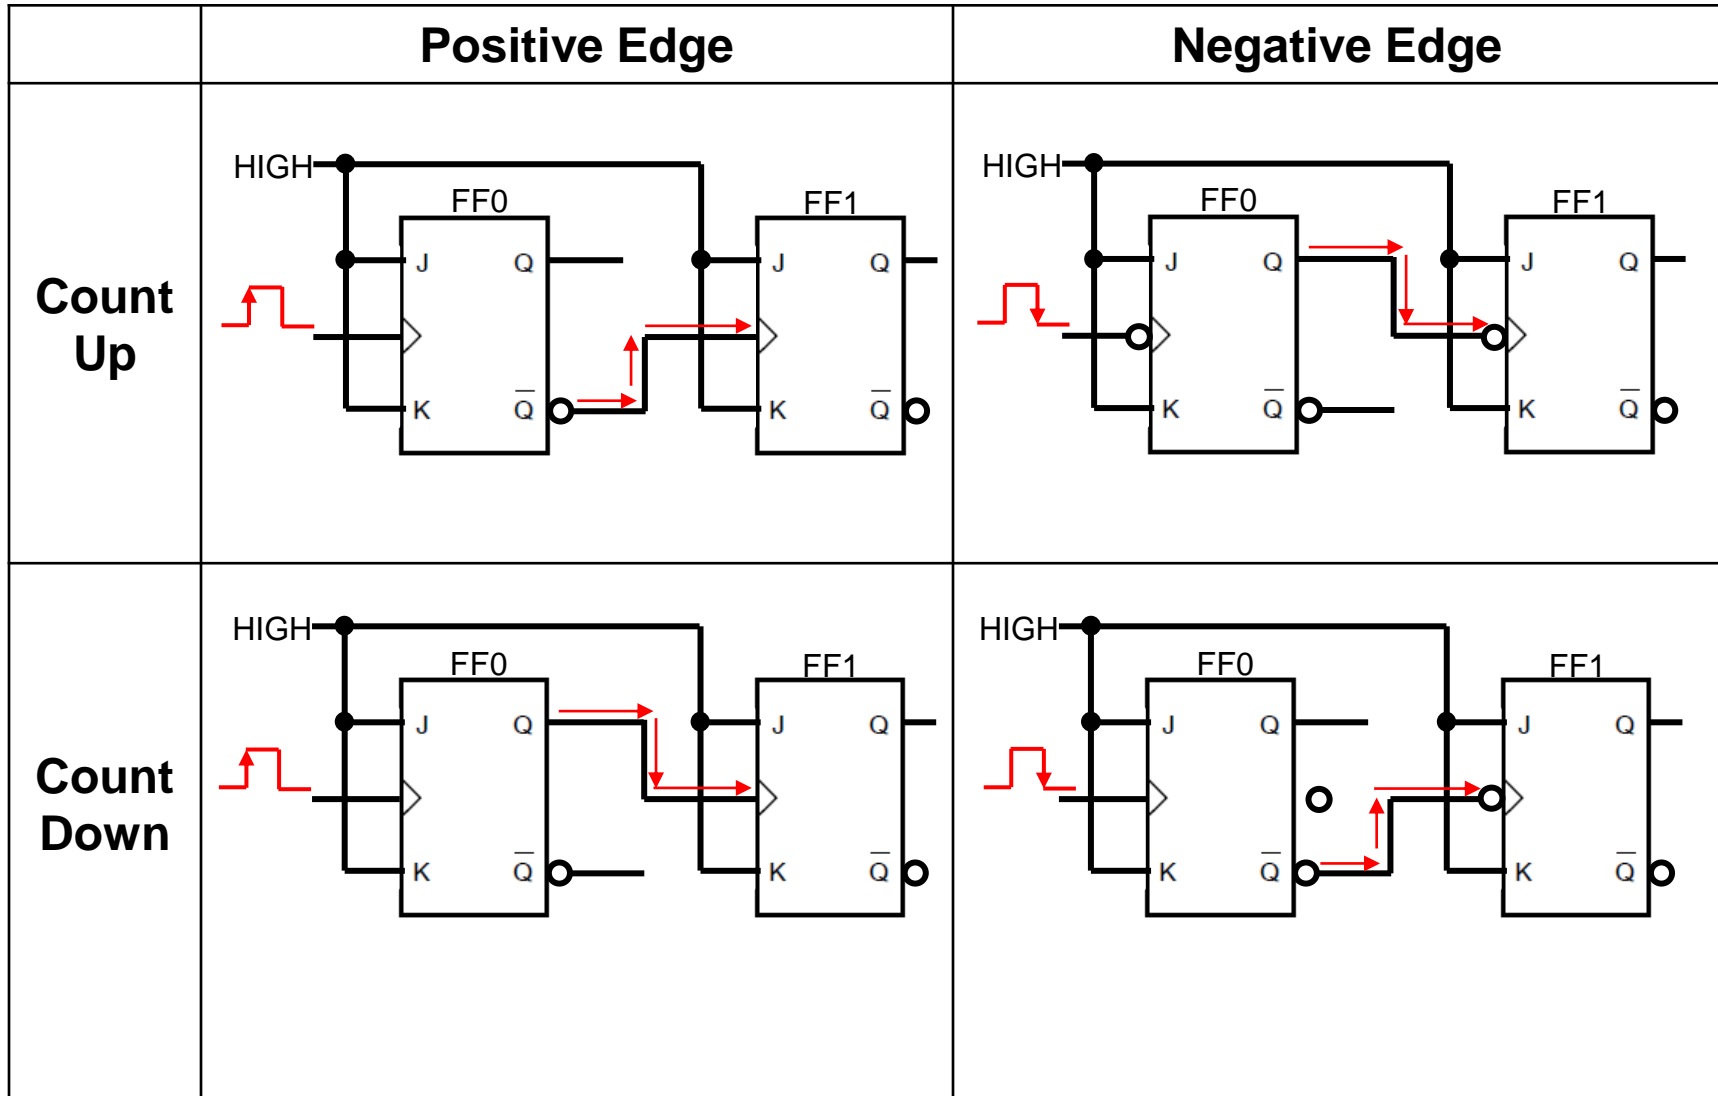 Positive Edge
Negative Edge
Count
Up
HIGH
FF0
FF1
J
Q
J
Q
K
Q̅
K
Q̅
HIGH
FF0
FF1
J
Q
J
Q
K
Q̅
K
Q̅
Count
Down
HIGH
FF0
FF1
J
Q
J
Q
K
Q̅
K
Q̅
HIGH
FF0
FF1
J
Q
J
Q
K
Q̅
K
Q̅